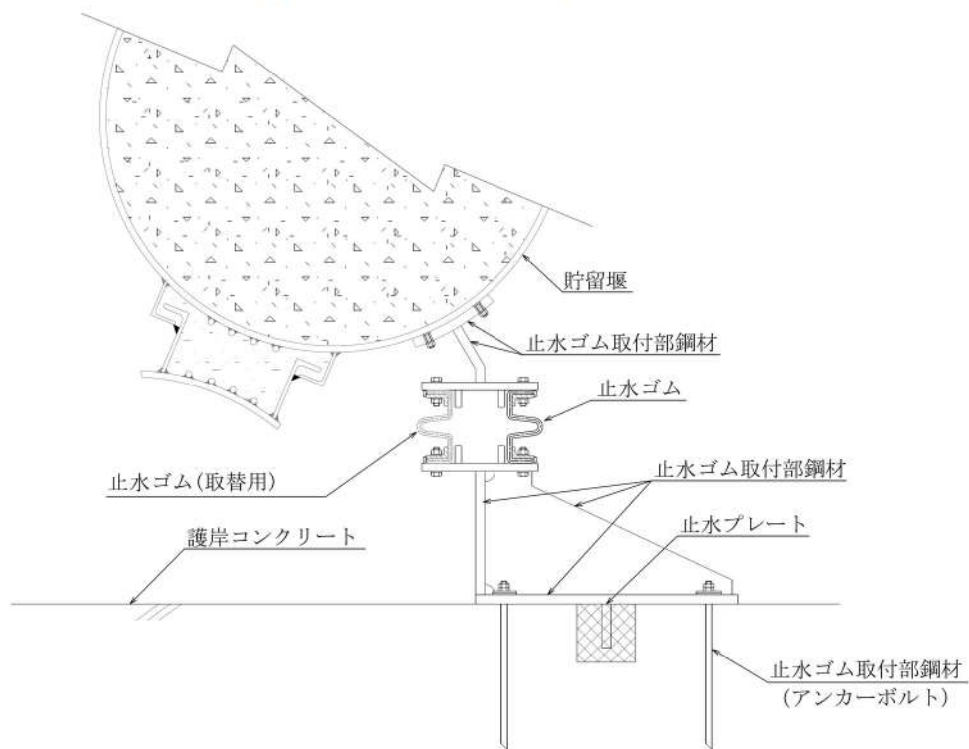 貯留堰
止水ゴム取付部鋼材
止水ゴム
止水ゴム(取替用)
止水ゴム取付部鋼材
護岸コンクリート
止水プレート
止水ゴム取付部鋼材
(アンカーボルト)